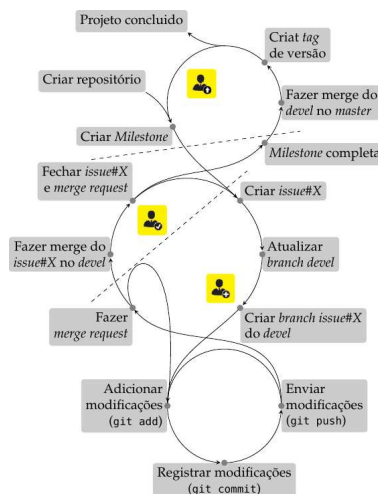 Projeto concluido
Criat tag
de versão
Criar repositório
Fazer merge do
devel no master
Criar Milestone
Milestone completa
Fechar issue#X
e merge request
Criar issue#X
Fazer merge do
issue#X no devel
Atualizar
branch devel
Fazer
merge request
Criar branch issue#X
do devel
Adicionar
modificações
(git add)
Enviar
modificações
(git push)
Registrar modificações
(git commit)